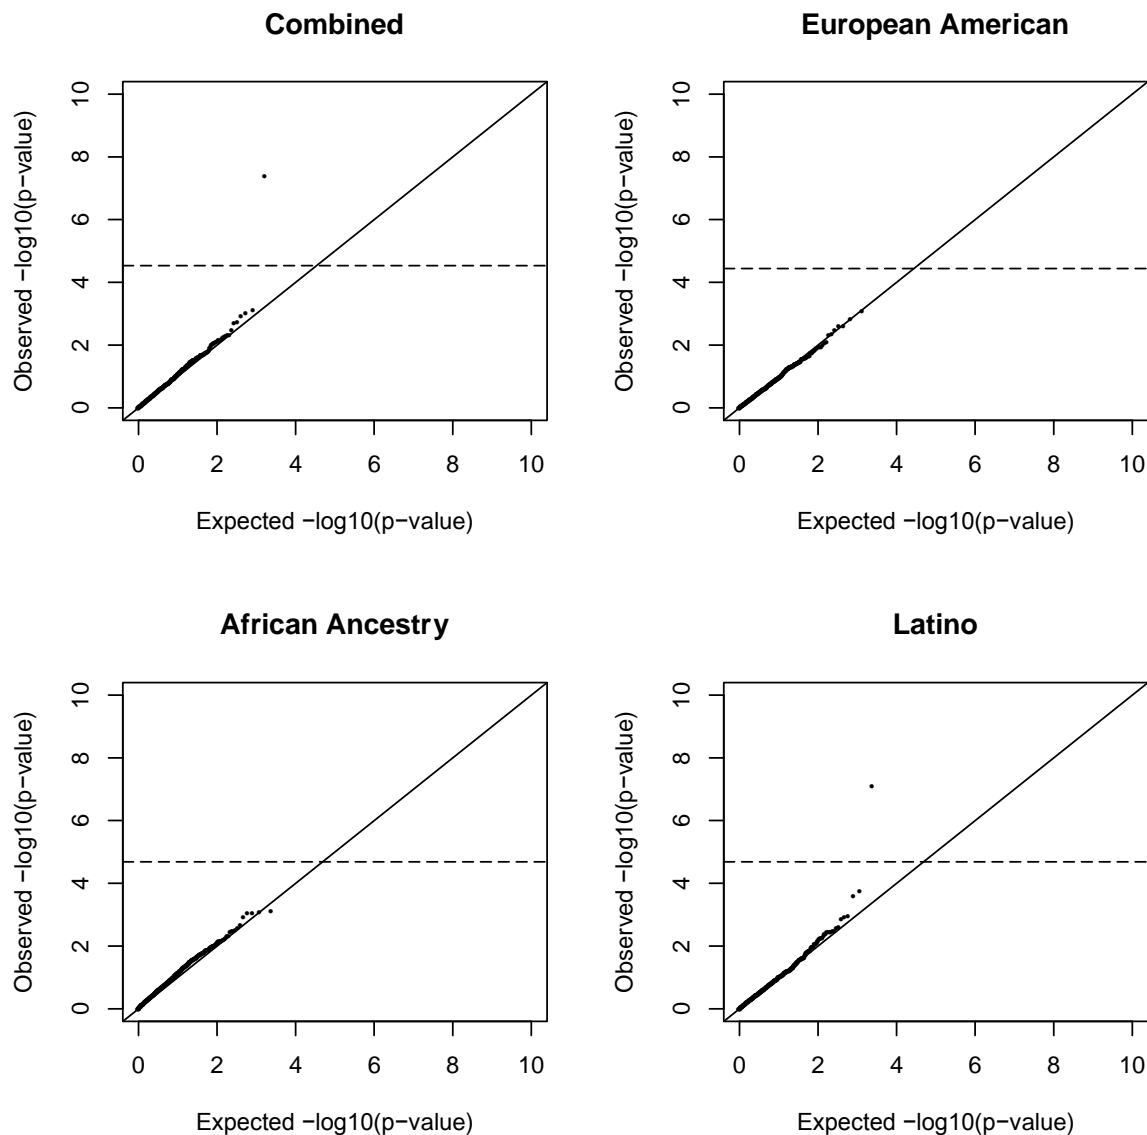 Combined
Observed −log10(p−value)
0 2 4 6 8 10
0 2 4 6 8 10
Expected −log10(p−value)
European American
Observed −log10(p−value)
0 2 4 6 8 10
0 2 4 6 8 10
Expected −log10(p−value)
African Ancestry
Observed −log10(p−value)
0 2 4 6 8 10
0 2 4 6 8 10
Expected −log10(p−value)
Latino
Observed −log10(p−value)
0 2 4 6 8 10
0 2 4 6 8 10
Expected −log10(p−value)